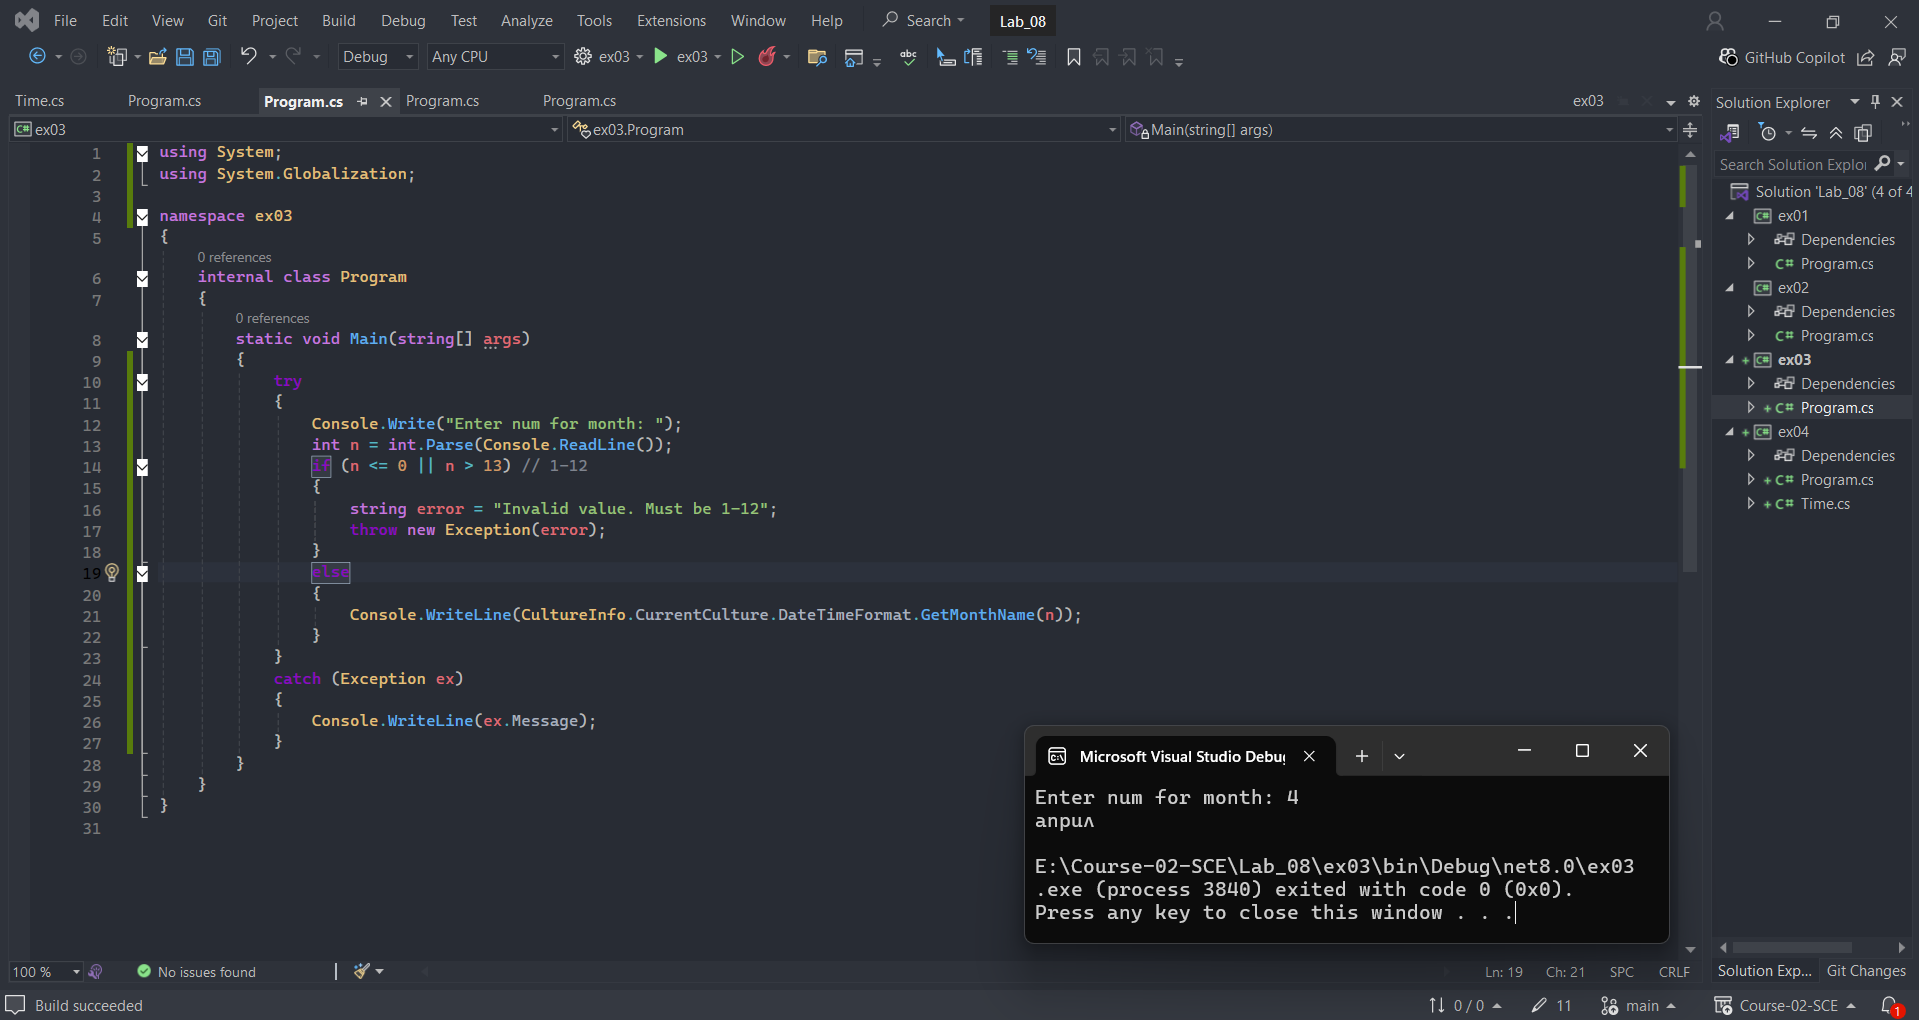 File Edit View Git Project Build Debug Test Analyze Tools Extensions Window Help Search Lab_08
Debug Any CPU ex03 ex03 abc GitHub Copilot
Time.cs Program.cs Program.cs Program.cs Program.cs ex03
C# ex03 ex03.Program Main(string[] args)
1 using System;
2 using System.Globalization;
3
4 namespace ex03
5 {
0 references
6 internal class Program
7 {
0 references
8 static void Main(string[] args)
9 {
10 try
11 {
12 Console.Write("Enter num for month: ");
13 int n = int.Parse(Console.ReadLine());
14 if (n <= 0 || n > 13) // 1-12
15 {
16 string error = "Invalid value. Must be 1-12";
17 throw new Exception(error);
18 }
19 else
20 {
21 Console.WriteLine(CultureInfo.CurrentCulture.DateTimeFormat.GetMonthName(n));
22 }
23 }
24 catch (Exception ex)
25 {
26 Console.WriteLine(ex.Message);
27 }
28 }
29 }
30 }
31
Microsoft Visual Studio Debug
Enter num for month: 4
април
E:\Course-02-SCE\Lab_08\ex03\bin\Debug\net8.0\ex03
.exe (process 3840) exited with code 0 (0x0).
Press any key to close this window . . .
Solution Explorer
Search Solution Explo
Solution 'Lab_08' (4 of 4
C# ex01
Dependencies
C# Program.cs
C# ex02
Dependencies
C# Program.cs
+ C# ex03
Dependencies
+ C# Program.cs
+ C# ex04
Dependencies
+ C# Program.cs
+ C# Time.cs
Solution Exp... Git Changes
100 % No issues found Ln: 19 Ch: 21 SPC CRLF
Build succeeded 0 / 0 11 main Course-02-SCE 1